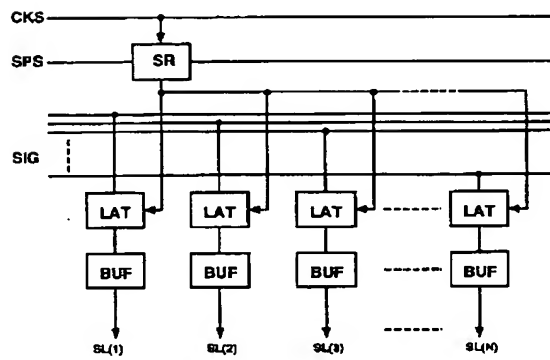 CKS
SPS SR
SIG
LAT LAT LAT LAT
BUF BUF BUF BUF
SL(1) SL(2) SL(3) SL(N)